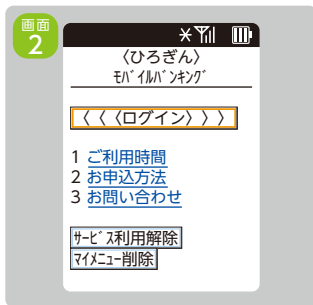 画面
2
〈ひろぎん〉
ﾓﾊﾞｲﾙﾊﾞﾝｷﾝｸﾞ
〈〈〈ログイン〉〉〉
1 ご利用時間
2 お申込方法
3 お問い合わせ
ｻｰﾋﾞｽ利用解除
ﾏｲﾒﾆｭｰ削除